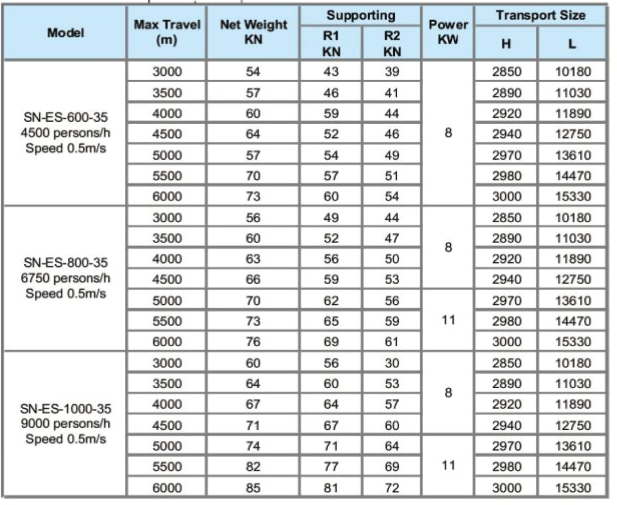 Model Max Travel (m) Net Weight KN Supporting Power KW Transport Size
R1 KN R2 KN H L
SN-ES-600-35
4500 persons/h
Speed 0.5m/s
3000 54 43 39 8 2850 10180
3500 57 46 41 2890 11030
4000 60 59 44 2920 11890
4500 64 52 46 2940 12750
5000 57 54 49 2970 13610
5500 70 57 51 2980 14470
6000 73 60 54 3000 15330
SN-ES-800-35
6750 persons/h
Speed 0.5m/s
3000 56 49 44 8 2850 10180
3500 60 52 47 2890 11030
4000 63 56 50 2920 11890
4500 66 59 53 2940 12750
5000 70 62 56 11 2970 13610
5500 73 65 59 2980 14470
6000 76 69 61 3000 15330
SN-ES-1000-35
9000 persons/h
Speed 0.5m/s
3000 60 56 30 8 2850 10180
3500 64 60 53 2890 11030
4000 67 64 57 2920 11890
4500 71 67 60 2940 12750
5000 74 71 64 11 2970 13610
5500 82 77 69 2980 14470
6000 85 81 72 3000 15330